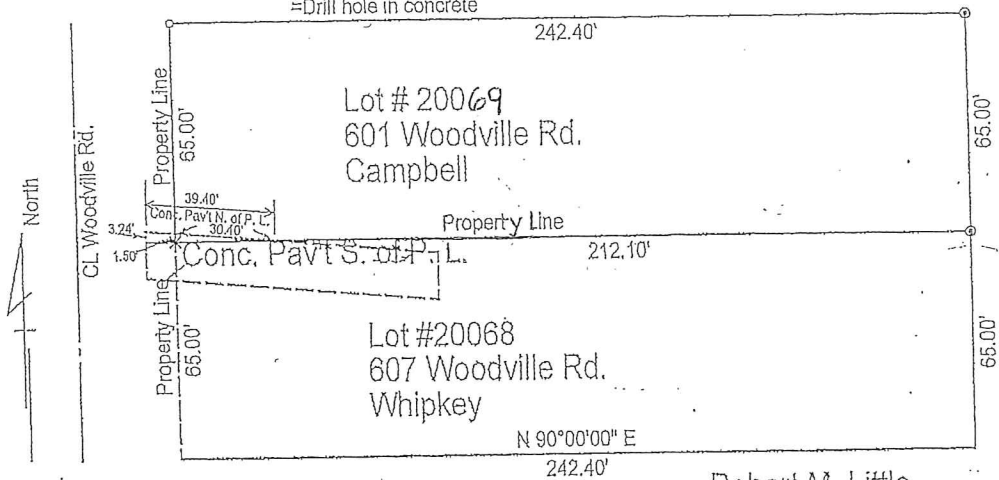 =Drill hole in concrete
242.40'
Property Line
65.00'
65.00'
Lot # 20069
601 Woodville Rd.
Campbell
North
CL Woodville Rd.
39.40'
Conc. Pav't N. of P. L.
3.24'
30.40'
Property Line
1.50'
Conc. Pav't S. of P. L.
212.10'
Property Line
65.00'
65.00'
Lot #20068
607 Woodville Rd.
Whipkey
N 90°00'00" E
242.40'
Robert M. Little